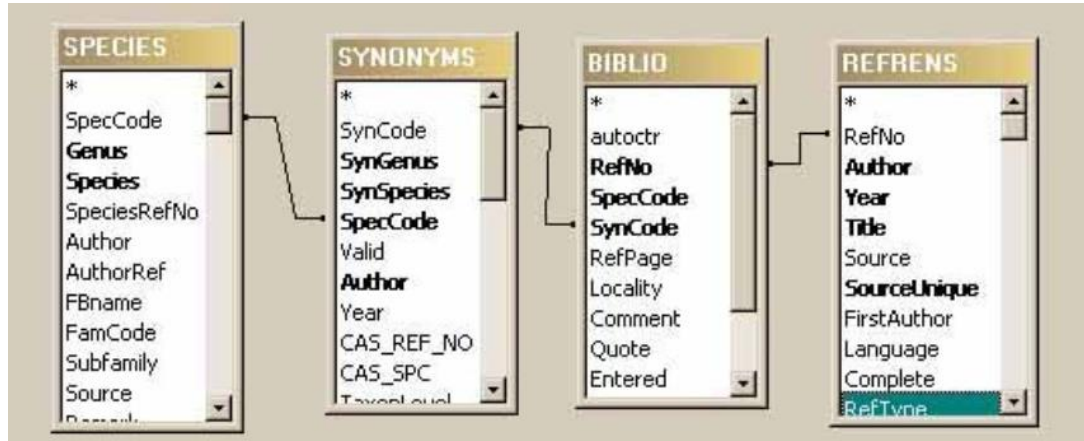 SPECIES
*
SpecCode
Genus
Species
SpeciesRefNo
Author
AuthorRef
FBname
FamCode
Subfamily
Source
Remark
SYNONYMS
*
SynCode
SynGenus
SynSpecies
SpecCode
Valid
Author
Year
CAS_REF_NO
CAS_SPC
TaxonLevel
BIBLIO
*
autoctr
RefNo
SpecCode
SynCode
RefPage
Locality
Comment
Quote
Entered
REFRENS
*
RefNo
Author
Year
Title
Source
SourceUnique
FirstAuthor
Language
Complete
RefType